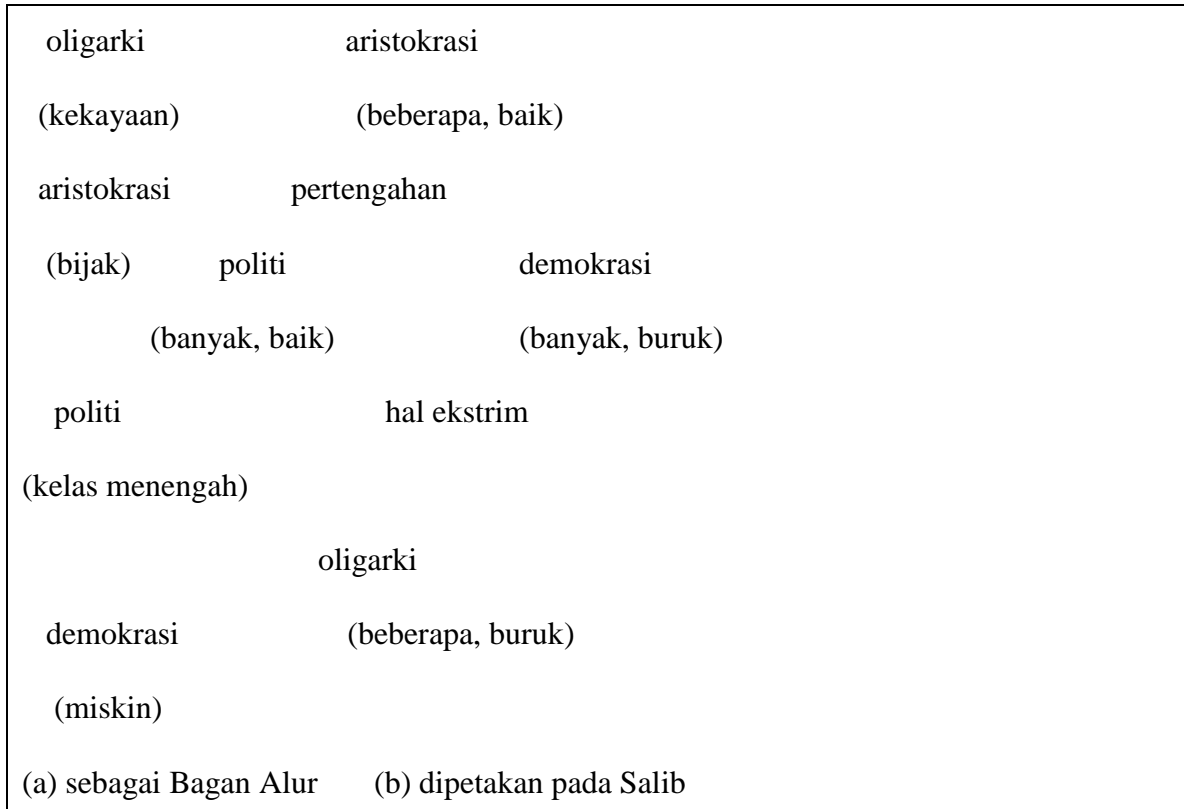 oligarki aristokrasi
(kekayaan) (beberapa, baik)
aristokrasi pertengahan
(bijak) politi demokrasi
(banyak, baik) (banyak, buruk)
politi hal ekstrim
(kelas menengah)
oligarki
demokrasi (beberapa, buruk)
(miskin)
(a) sebagai Bagan Alur (b) dipetakan pada Salib